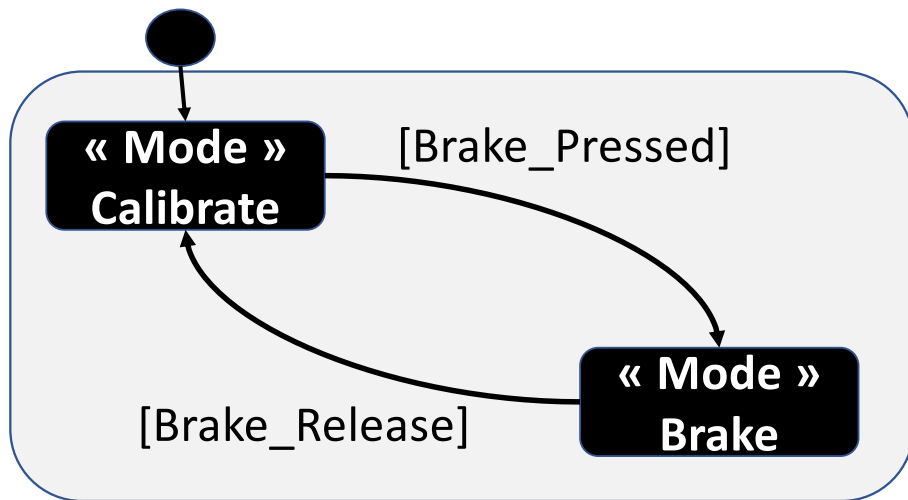 « Mode »
Calibrate
[Brake_Pressed]
« Mode »
Brake
[Brake_Release]